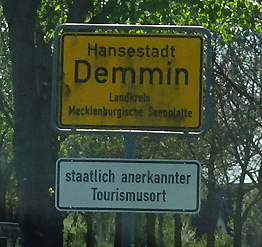 Hansestadt
Demmin
Landkreis
Mecklenburgische Seenplatte
staatlich anerkannter
Tourismusort